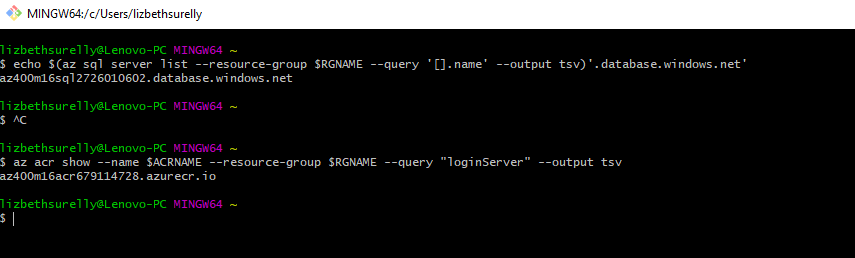 MINGW64:/c/Users/lizbethsurelly
lizbethsurelly@Lenovo-PC MINGW64 ~
$ echo $(az sql server list --resource-group $RGNAME --query '[].name' --output tsv)'.database.windows.net'
az400m16sql2726010602.database.windows.net
lizbethsurelly@Lenovo-PC MINGW64 ~
$ ^C
lizbethsurelly@Lenovo-PC MINGW64 ~
$ az acr show --name $ACRNAME --resource-group $RGNAME --query "loginServer" --output tsv
az400m16acr679114728.azurecr.io
lizbethsurelly@Lenovo-PC MINGW64 ~
$